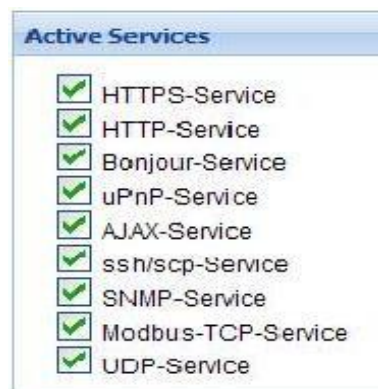 Active Services
HTTPS-Service
HTTP-Service
Bonjour-Service
uPnP-Service
AJAX-Service
ssh/scp-Service
SNMP-Service
Modbus-TCP-Service
UDP-Service